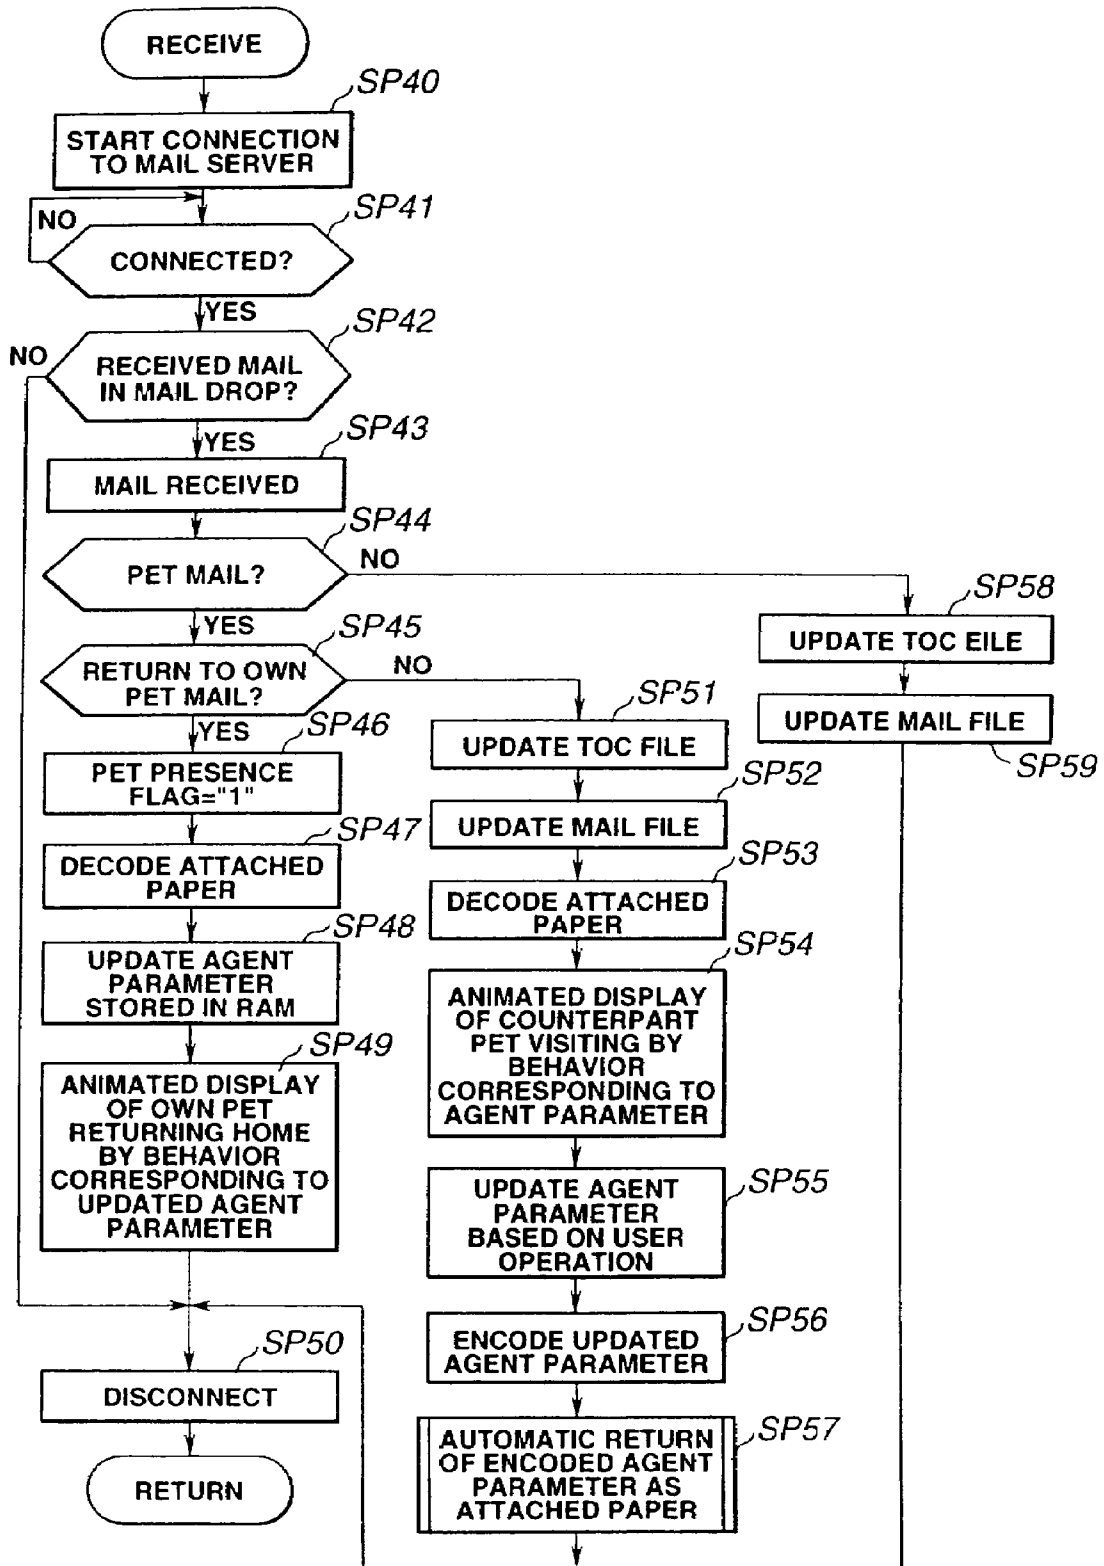 RECEIVE
SP40
START CONNECTION
TO MAIL SERVER
NO
SP41
CONNECTED?
YES
SP42
NO
RECEIVED MAIL
IN MAIL DROP?
YES
SP43
MAIL RECEIVED
SP44
PET MAIL?
NO
YES
SP45
RETURN TO OWN
PET MAIL?
NO
YES
SP46
PET PRESENCE
FLAG="1"
SP47
DECODE ATTACHED
PAPER
SP48
UPDATE AGENT
PARAMETER
STORED IN RAM
SP49
ANIMATED DISPLAY
OF OWN PET
RETURNING HOME
BY BEHAVIOR
CORRESPONDING TO
UPDATED AGENT
PARAMETER
SP50
DISCONNECT
RETURN
SP51
UPDATE TOC FILE
SP52
UPDATE MAIL FILE
SP53
DECODE ATTACHED
PAPER
SP54
ANIMATED DISPLAY
OF COUNTERPART
PET VISITING BY
BEHAVIOR
CORRESPONDING TO
AGENT PARAMETER
SP55
UPDATE AGENT
PARAMETER
BASED ON USER
OPERATION
SP56
ENCODE UPDATED
AGENT PARAMETER
SP57
AUTOMATIC RETURN
OF ENCODED AGENT
PARAMETER AS
ATTACHED PAPER
SP58
UPDATE TOC EILE
UPDATE MAIL FILE
SP59